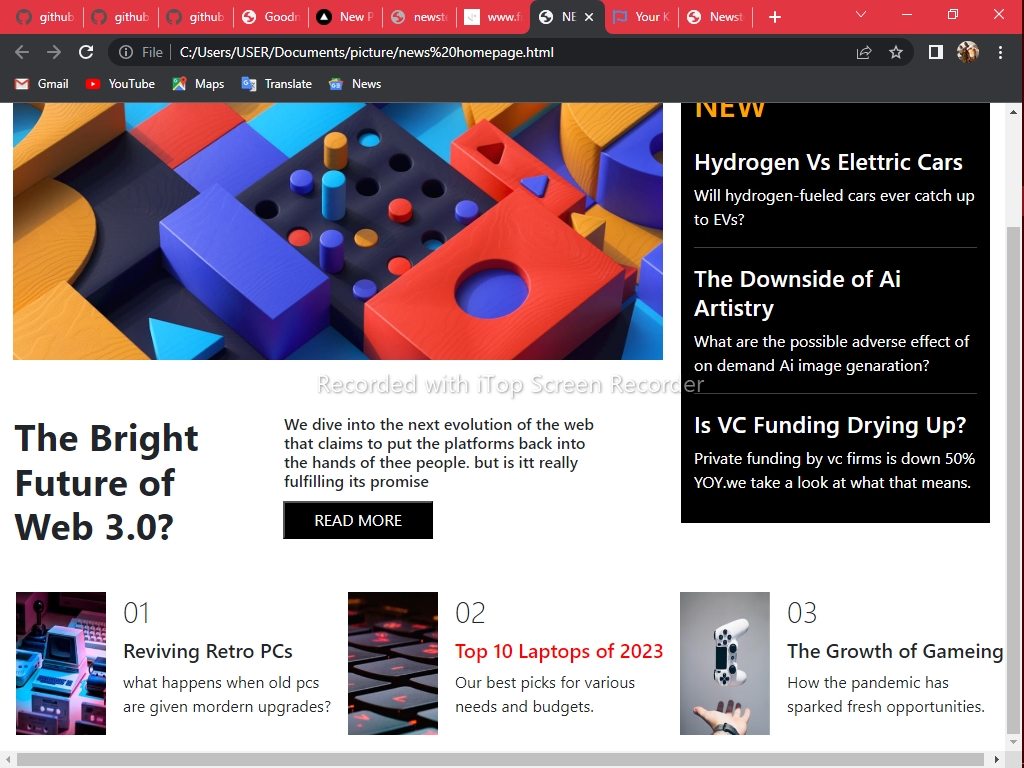 github
github
github
Goodn
New P
newst
www.f
NE
Your K
Newst
File
C:/Users/USER/Documents/picture/news%20homepage.html
Gmail
YouTube
Maps
Translate
News
NEW
Hydrogen Vs Elettric Cars
Will hydrogen-fueled cars ever catch up
to EVs?
The Downside of Ai
Artistry
What are the possible adverse effect of
on demand Ai image genaration?
Recorded with iTop Screen Recorder
Is VC Funding Drying Up?
Private funding by vc firms is down 50%
YOY.we take a look at what that means.
The Bright
Future of
Web 3.0?
We dive into the next evolution of the web
that claims to put the platforms back into
the hands of thee people. but is itt really
fulfilling its promise
READ MORE
01
Reviving Retro PCs
what happens when old pcs
are given mordern upgrades?
02
Top 10 Laptops of 2023
Our best picks for various
needs and budgets.
03
The Growth of Gameing
How the pandemic has
sparked fresh opportunities.